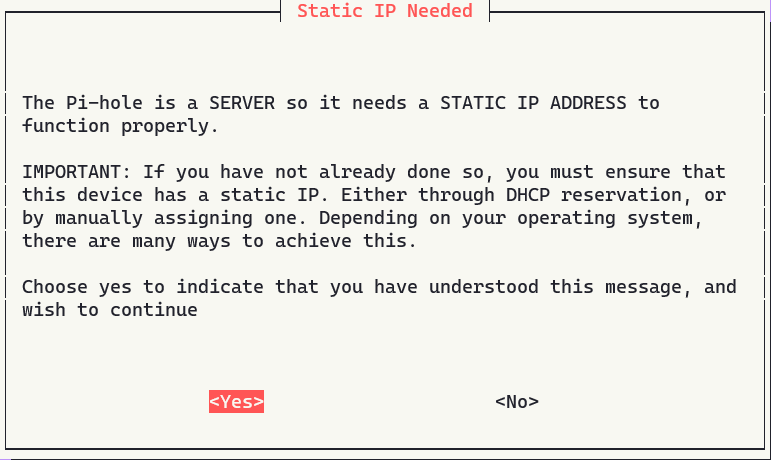 Static IP Needed
The Pi-hole is a SERVER so it needs a STATIC IP ADDRESS to
function properly.
IMPORTANT: If you have not already done so, you must ensure that
this device has a static IP. Either through DHCP reservation, or
by manually assigning one. Depending on your operating system,
there are many ways to achieve this.
Choose yes to indicate that you have understood this message, and
wish to continue
<Yes> <No>